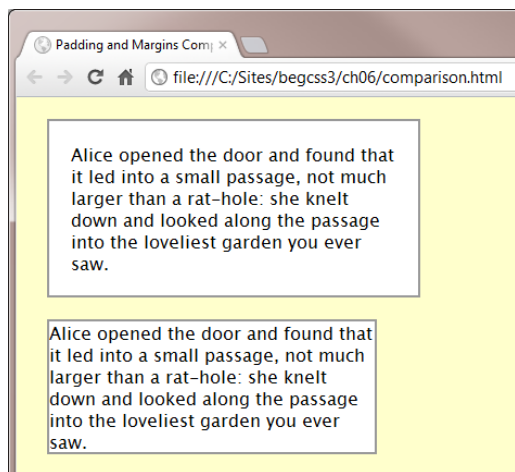 Padding and Margins Comp
file:///C:/Sites/begcss3/ch06/comparison.html
Alice opened the door and found that
it led into a small passage, not much
larger than a rat-hole: she knelt
down and looked along the passage
into the loveliest garden you ever
saw.
Alice opened the door and found that
it led into a small passage, not much
larger than a rat-hole: she knelt
down and looked along the passage
into the loveliest garden you ever
saw.